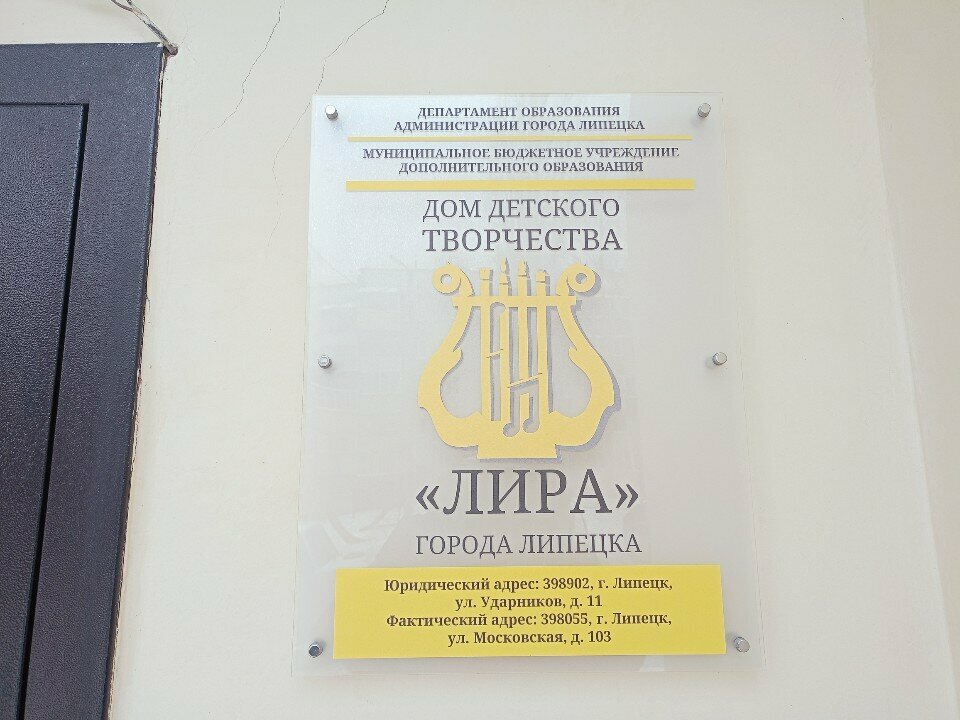 ДЕПАРТАМЕНТ ОБРАЗОВАНИЯ
АДМИНИСТРАЦИИ ГОРОДА ЛИПЕЦКА
МУНИЦИПАЛЬНОЕ БЮДЖЕТНОЕ УЧРЕЖДЕНИЕ
ДОПОЛНИТЕЛЬНОГО ОБРАЗОВАНИЯ
ДОМ ДЕТСКОГО
ТВОРЧЕСТВА
«ЛИРА»
ГОРОДА ЛИПЕЦКА
Юридический адрес: 398902, г. Липецк,
ул. Ударников, д. 11
Фактический адрес: 398055, г. Липецк,
ул. Московская, д. 103